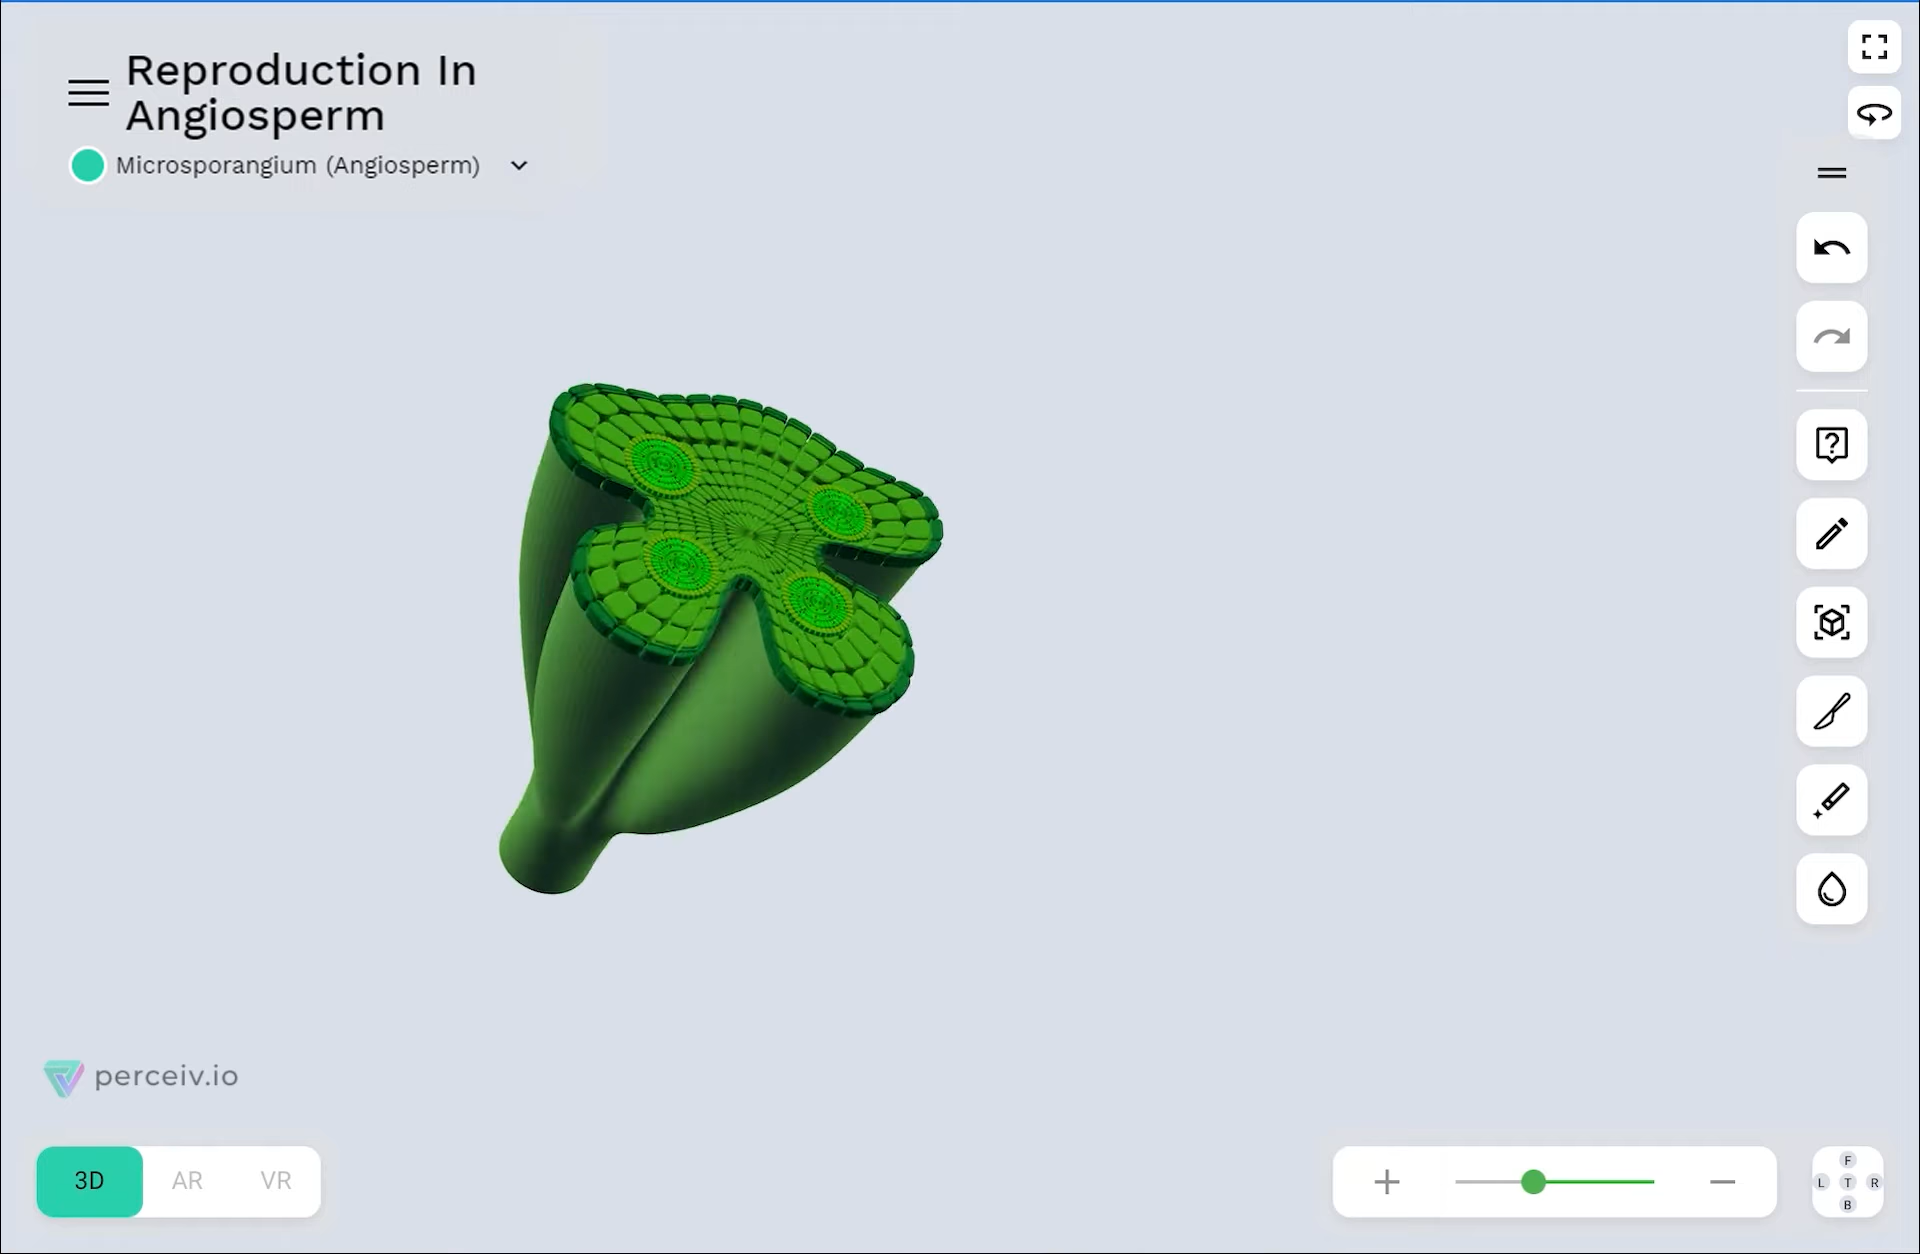 Reproduction In
Angiosperm
Microsporangium (Angiosperm)
perceiv.io
3D AR VR
F
L T R
B